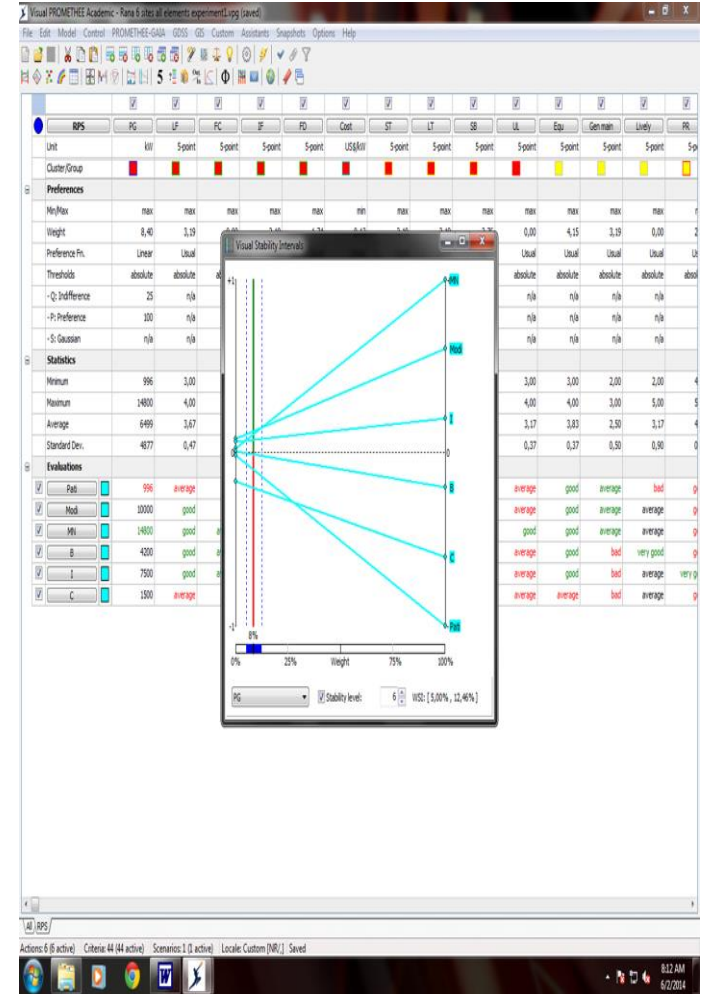 Visual PROMETHEE Academic - Rana 6 sites all elements experiment1.vpg (saved)
File Edit Model Control PROMETHEE-GAIA GDSS GIS Custom Assistants Snapshots Options Help
RPS PG LF FC IF FD Cost ST LT SB UL Equ Gen main Lively PR
Unit kW 5-point 5-point 5-point 5-point US$/kW 5-point 5-point 5-point 5-point 5-point 5-point 5-point
Cluster/Group
Preferences
Min/Max max max max max max min max max max max max max max
Weight 8,40 3,19 0,00 4,15 3,19 0,00
Preference Fn. Linear Usual Usual Usual Usual Usual
Thresholds absolute absolute absolute absolute absolute absolute
- Q: Indifference 25 n/a n/a n/a n/a n/a
- P: Preference 100 n/a n/a n/a n/a n/a
- S: Gaussian n/a n/a n/a n/a n/a n/a
Statistics
Minimum 996 3,00 3,00 3,00 2,00 2,00
Maximum 14800 4,00 4,00 4,00 3,00 5,00
Average 6499 3,67 3,17 3,83 2,50 3,17
Standard Dev. 4877 0,47 0,37 0,37 0,50 0,90
Evaluations
Pati 996 average average good average bad
Modi 10000 good average good average average
MN 14800 good good good average average
B 4200 good average good bad very good
I 7500 good average good bad average
C 1500 average average average bad average
Visual Stability Intervals
+1
MN
Modi
I
0 0
B
C
-1 Pati
8%
0% 25% Weight 75% 100%
PG Stability level: 6 WSI: [ 5,00% , 12,46% ]
All RPS
Actions: 6 (6 active) Criteria: 44 (44 active) Scenarios: 1 (1 active) Locale: Custom [NR/,] Saved
8:12 AM
6/2/2014